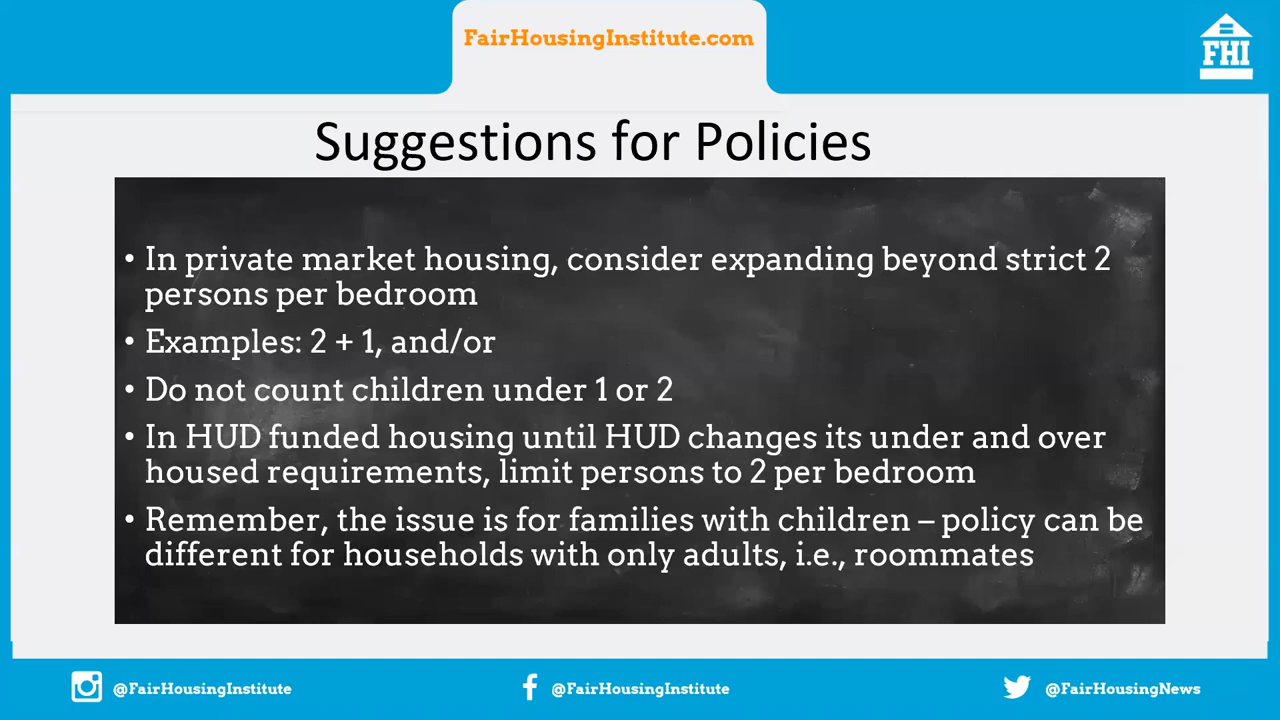 FairHousingInstitute.com
FHI
Suggestions for Policies
• In private market housing, consider expanding beyond strict 2
persons per bedroom
• Examples: 2 + 1, and/or
• Do not count children under 1 or 2
• In HUD funded housing until HUD changes its under and over
housed requirements, limit persons to 2 per bedroom
• Remember, the issue is for families with children – policy can be
different for households with only adults, i.e., roommates
@FairHousingInstitute
@FairHousingInstitute
@FairHousingNews